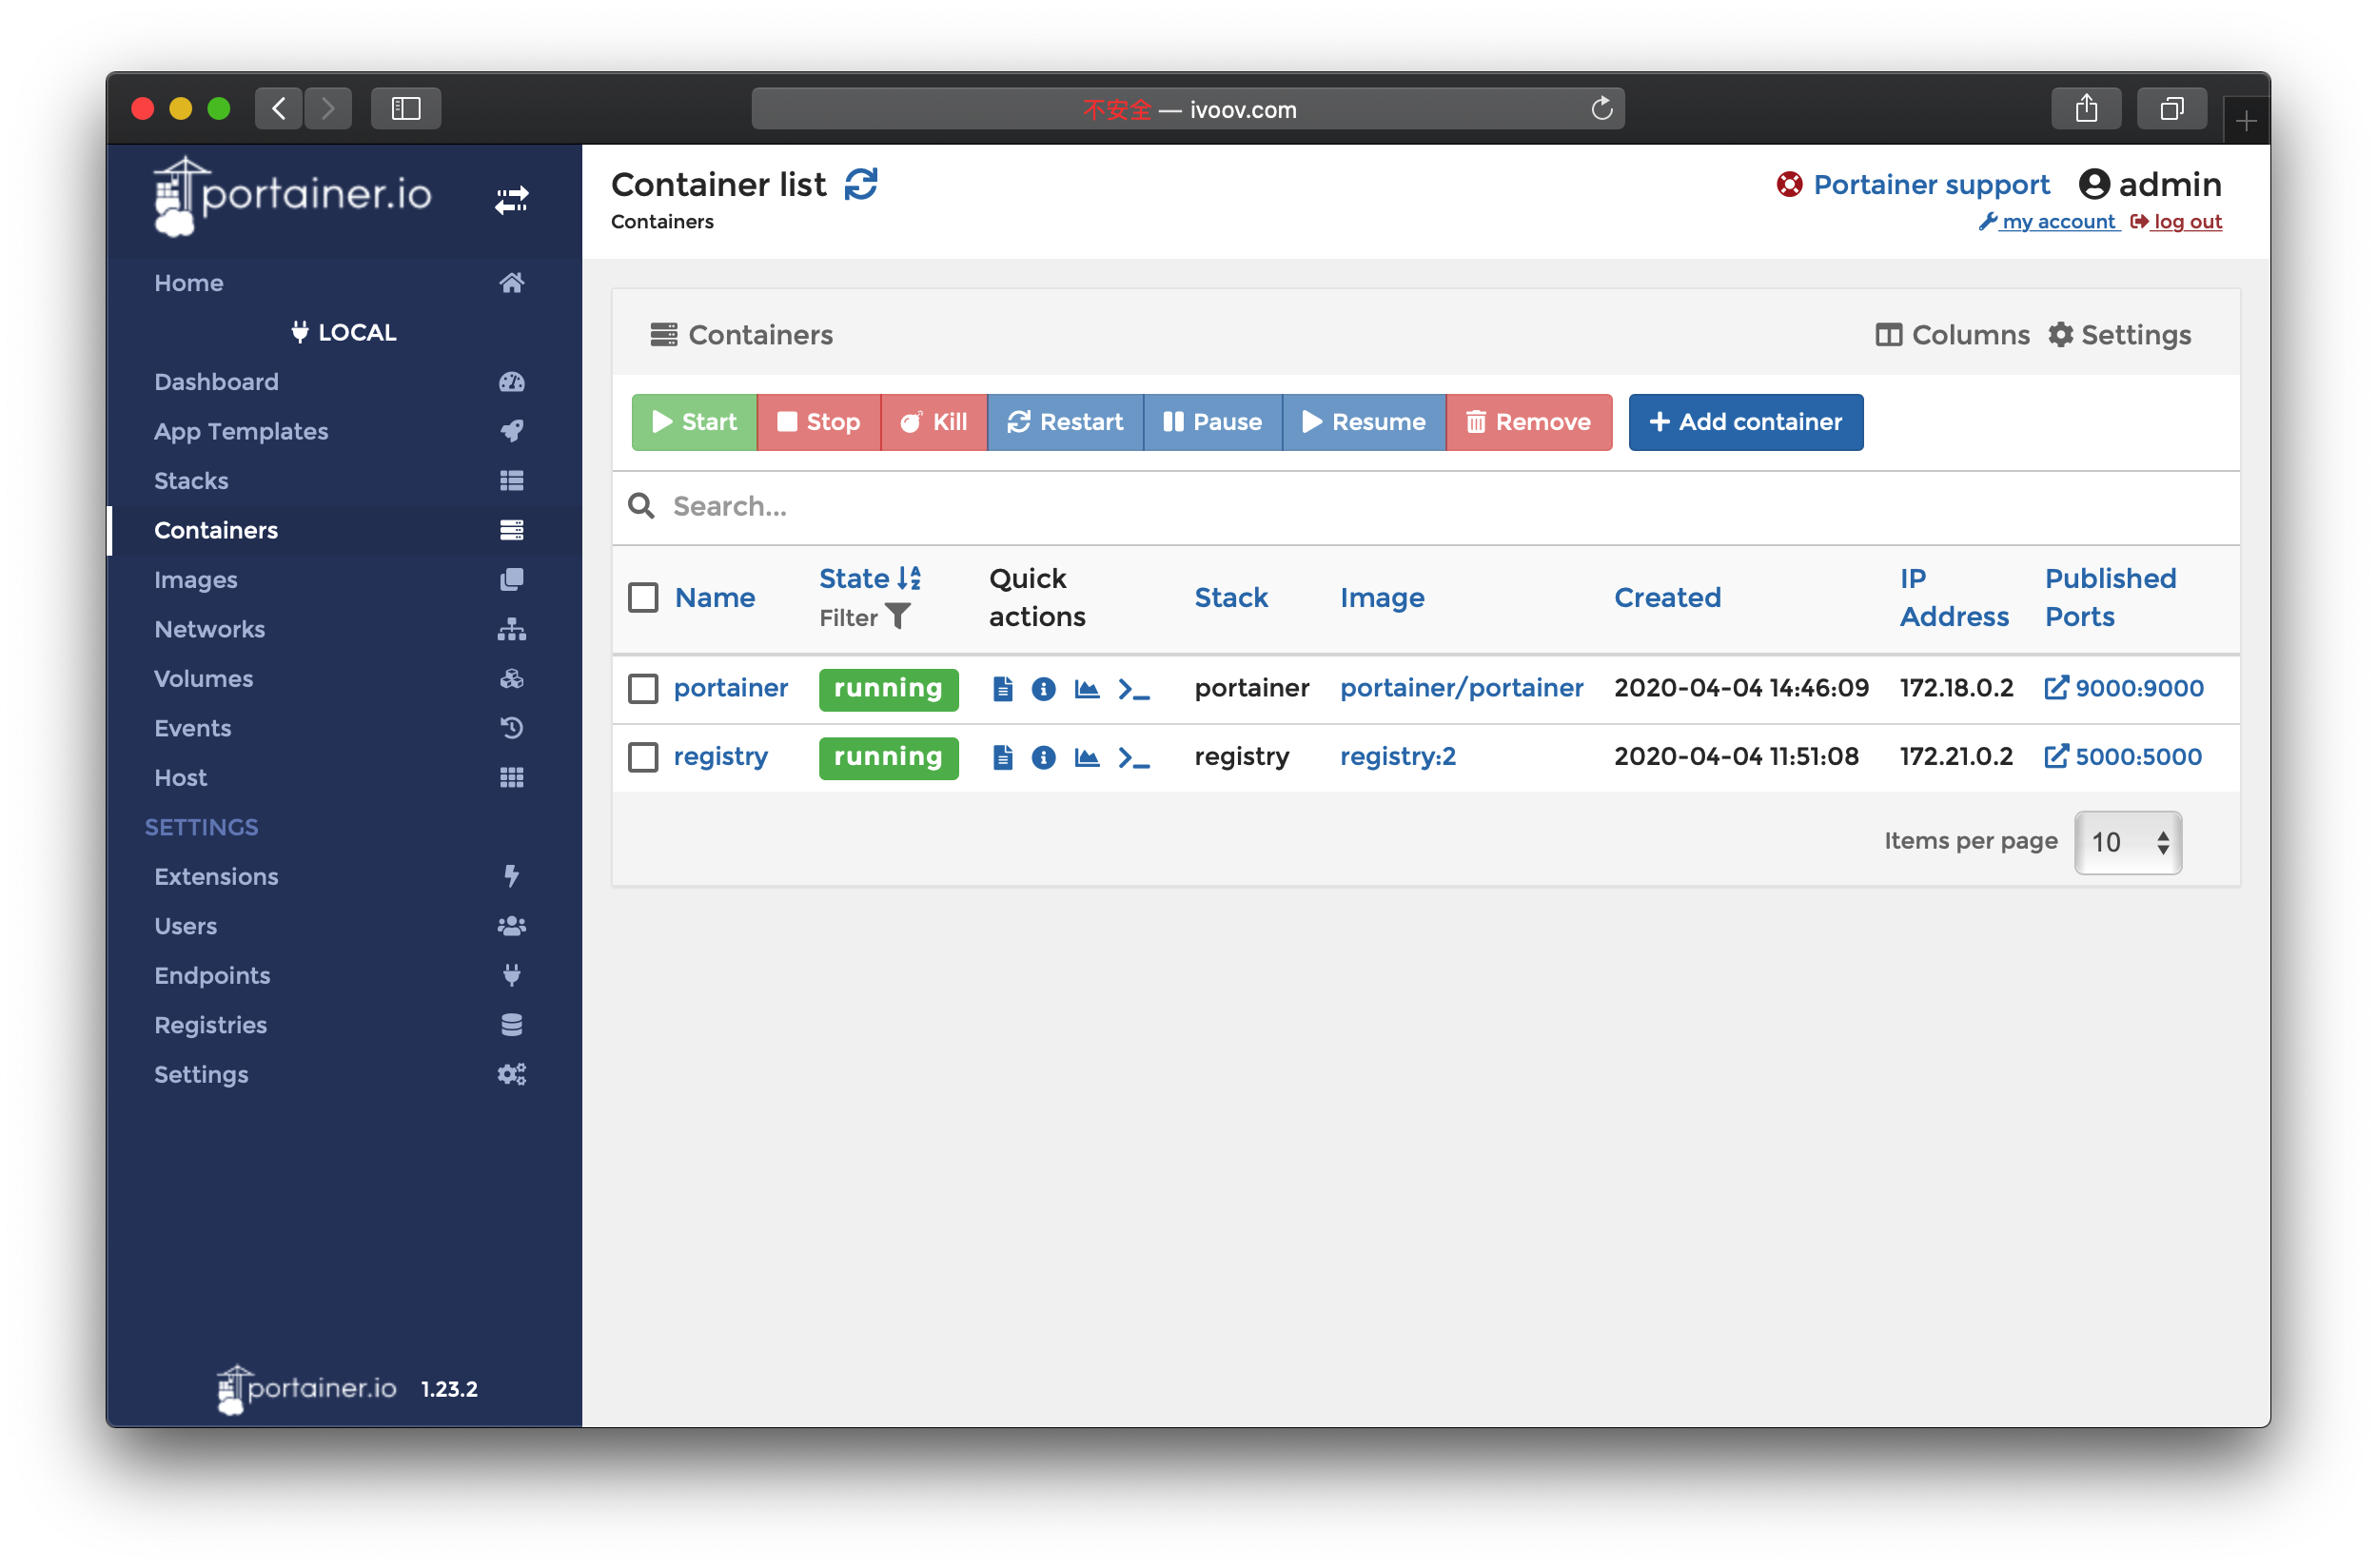 不安全 — ivoov.com
portainer.io
Container list
Portainer support
admin
Containers
my account
log out
Home
LOCAL
Dashboard
App Templates
Stacks
Containers
Images
Networks
Volumes
Events
Host
SETTINGS
Extensions
Users
Endpoints
Registries
Settings
portainer.io 1.23.2
Containers
Columns
Settings
Start Stop Kill Restart Pause Resume Remove Add container
Search...
Name State Filter Quick actions Stack Image Created IP Address Published Ports
portainer running portainer portainer/portainer 2020-04-04 14:46:09 172.18.0.2 9000:9000
registry running registry registry:2 2020-04-04 11:51:08 172.21.0.2 5000:5000
Items per page 10